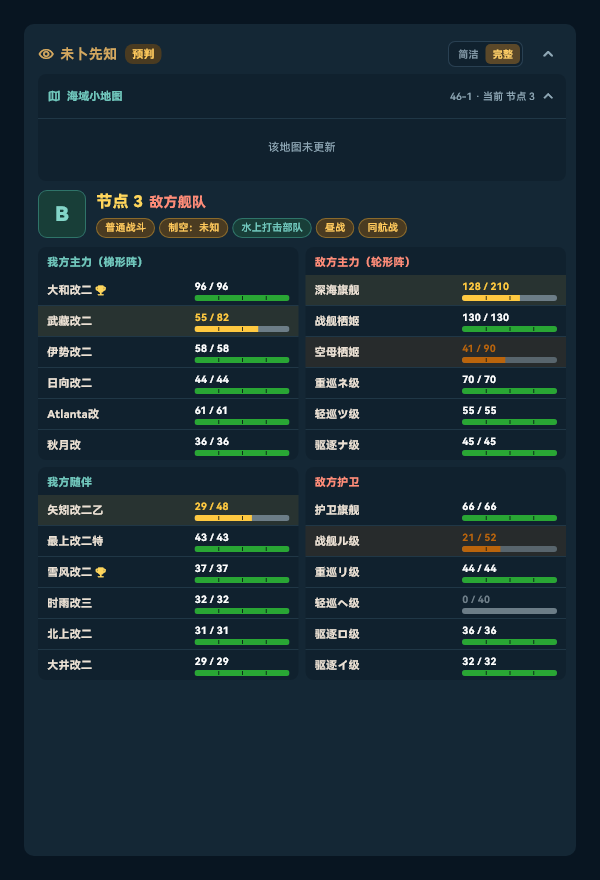 未卜先知 预判 简洁 完整
海域小地图 46-1 · 当前 节点 3
该地图未更新
B
节点 3 敌方舰队
普通战斗 制空：未知 水上打击部队 昼战 同航战
我方主力（梯形阵）
大和改二 96 / 96
武藏改二 55 / 82
伊势改二 58 / 58
日向改二 44 / 44
Atlanta改 61 / 61
秋月改 36 / 36
敌方主力（轮形阵）
深海旗舰 128 / 210
战舰栖姬 130 / 130
空母栖姬 41 / 90
重巡ネ级 70 / 70
轻巡ツ级 55 / 55
驱逐ナ级 45 / 45
我方随伴
矢矧改二乙 29 / 48
最上改二特 43 / 43
雪风改二 37 / 37
时雨改三 32 / 32
北上改二 31 / 31
大井改二 29 / 29
敌方护卫
护卫旗舰 66 / 66
战舰ル级 21 / 52
重巡リ级 44 / 44
轻巡ヘ级 0 / 40
驱逐ロ级 36 / 36
驱逐イ级 32 / 32